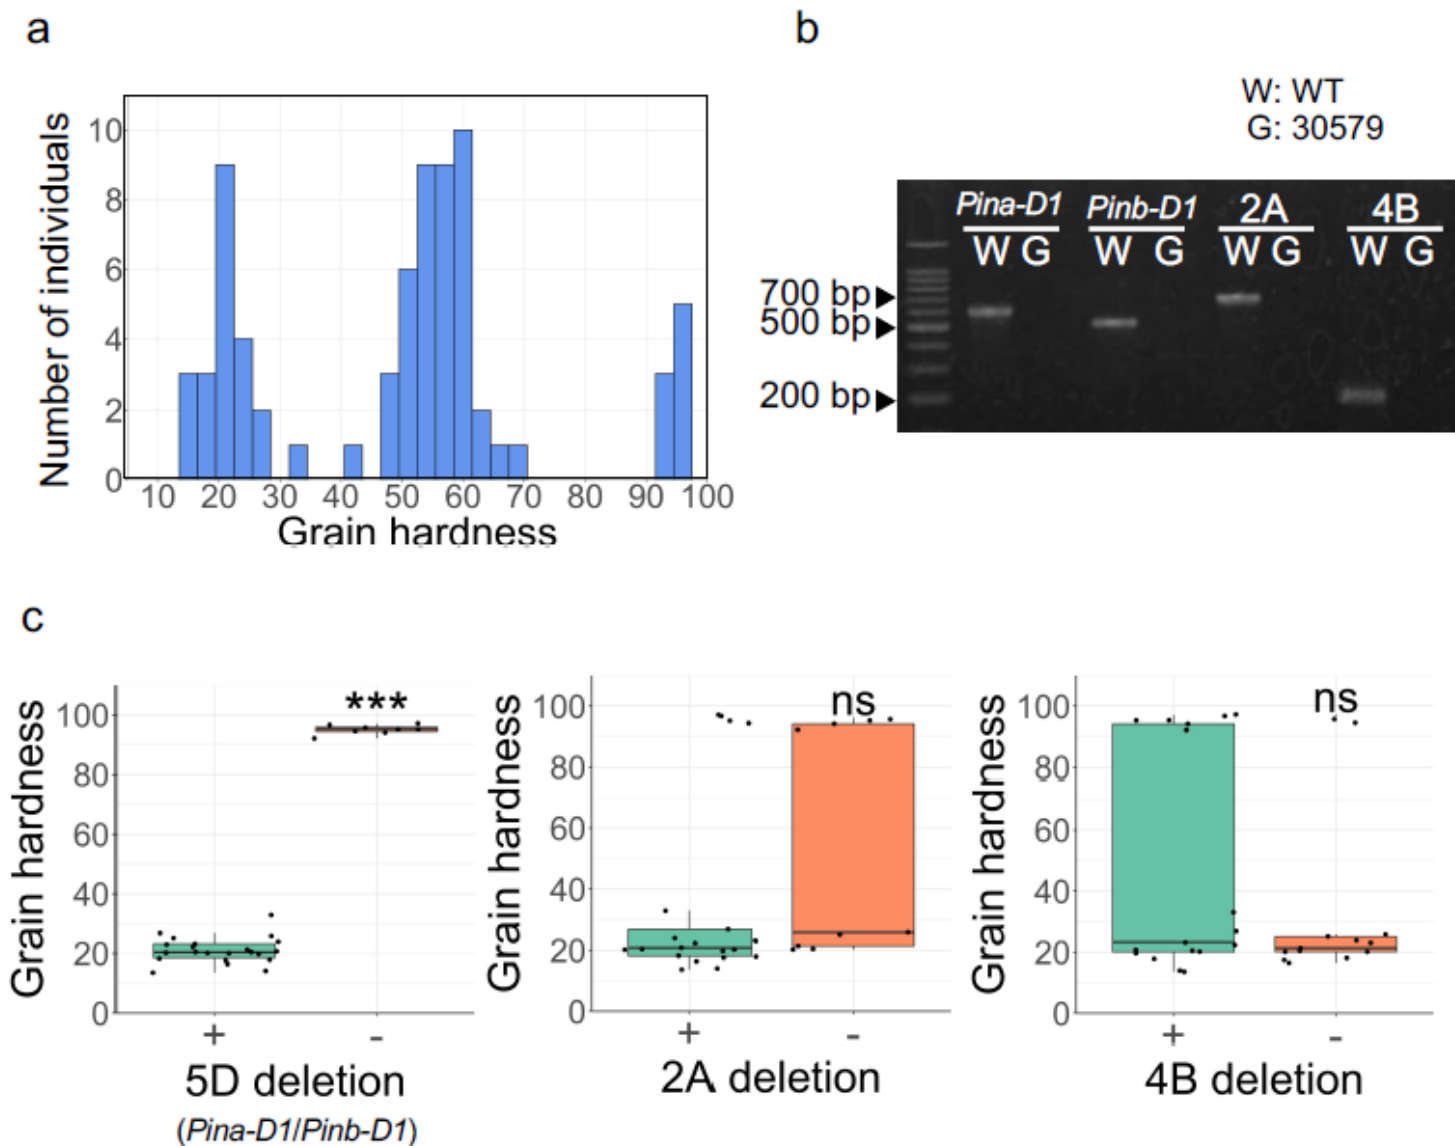 a
Number of individuals
10
8
6
4
2
0
10 20 30 40 50 60 70 80 90 100
Grain hardness
b
W: WT
G: 30579
Pina-D1 Pinb-D1 2A 4B
W G W G W G W G
700 bp
500 bp
200 bp
c
Grain hardness
100
80
60
40
20
0
***
+ -
5D deletion
(Pina-D1/Pinb-D1)
Grain hardness
100
80
60
40
20
0
ns
+ -
2A deletion
Grain hardness
100
80
60
40
20
0
ns
+ -
4B deletion